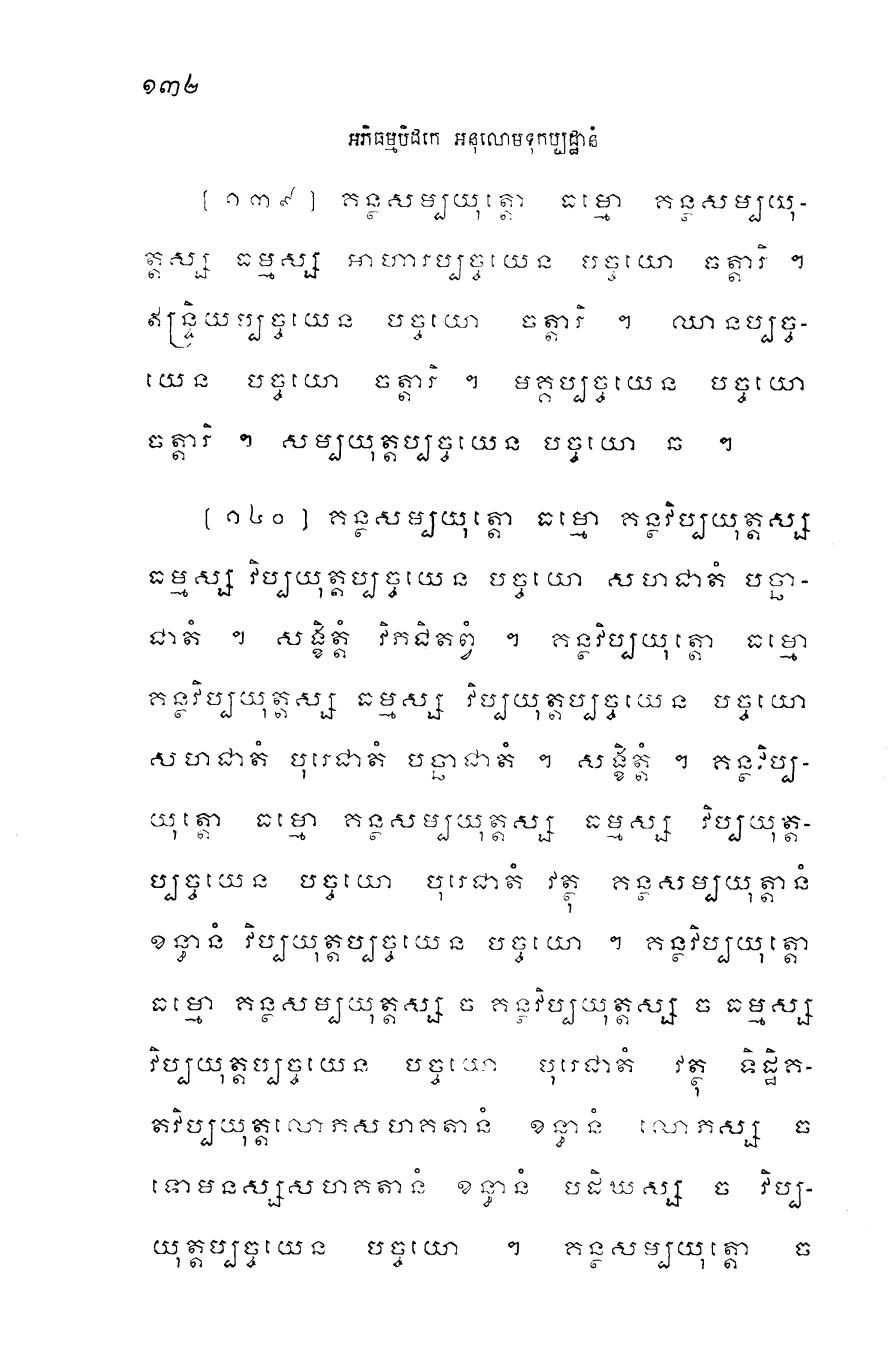 ១៣២
អភិធម្មបិដកេ អនុលោមទុកប្បដ្ឋានំ
[ ១៣៩ ] គន្ថសម្បយុត្តោ ធម្មោ គន្ថសម្បយុ-
ត្តស្ស ធម្មស្ស អាហារប្បច្ចយេន បច្ចយោ ចត្តារិ ។
ឥន្ទ្រិយប្បច្ចយេន បច្ចយោ ចត្តារិ ។ ឈានប្បច្ច-
យេន បច្ចយោ ចត្តារិ ។ មគ្គប្បច្ចយេន បច្ចយោ
ចត្តារិ ។ សម្បយុត្តប្បច្ចយេន បច្ចយោ ឆ ។
[ ១៤០ ] គន្ថសម្បយុត្តោ ធម្មោ គន្ថវិប្បយុត្តស្ស
ធម្មស្ស វិប្បយុត្តប្បច្ចយេន បច្ចយោ សហជាតំ បច្ឆា-
ជាតំ ។ សង្ខិត្តំ វិភជិតព្វំ ។ គន្ថវិប្បយុត្តោ ធម្មោ
គន្ថវិប្បយុត្តស្ស ធម្មស្ស វិប្បយុត្តប្បច្ចយេន បច្ចយោ
សហជាតំ បុរេជាតំ បច្ឆាជាតំ ។ សង្ខិត្តំ ។ គន្ថវិប្ប-
យុត្តោ ធម្មោ គន្ថសម្បយុត្តស្ស ធម្មស្ស វិប្បយុត្ត-
ប្បច្ចយេន បច្ចយោ បុរេជាតំ វត្ថុ គន្ថសម្បយុត្តានំ
ខន្ធានំ វិប្បយុត្តប្បច្ចយេន បច្ចយោ ។ គន្ថវិប្បយុត្តោ
ធម្មោ គន្ថសម្បយុត្តស្ស ច គន្ថវិប្បយុត្តស្ស ច ធម្មស្ស
វិប្បយុត្តប្បច្ចយេន បច្ចយោ បុរេជាតំ វត្ថុ ទិដ្ឋិគ-
តវិប្បយុត្តលោភសហគតានំ ខន្ធានំ លោភស្ស ច
ទោមនស្សសហគតានំ ខន្ធានំ បដិឃស្ស ច វិប្ប-
យុត្តប្បច្ចយេន បច្ចយោ ។ គន្ថសម្បយុត្តោ ច